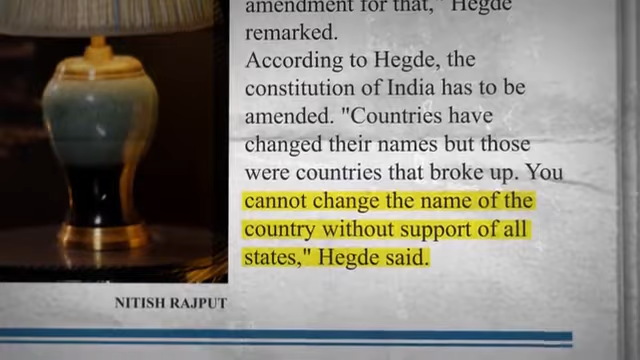 amendment for that," Hegde
remarked.
According to Hegde, the
constitution of India has to be
amended. "Countries have
changed their names but those
were countries that broke up. You
cannot change the name of the
country without support of all
states," Hegde said.
NITISH RAJPUT